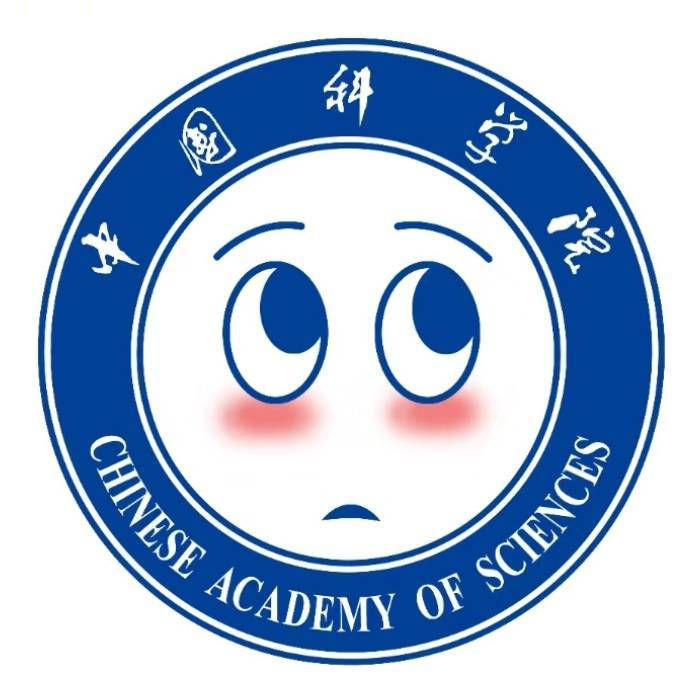 中国科学院
CHINESE ACADEMY OF SCIENCES